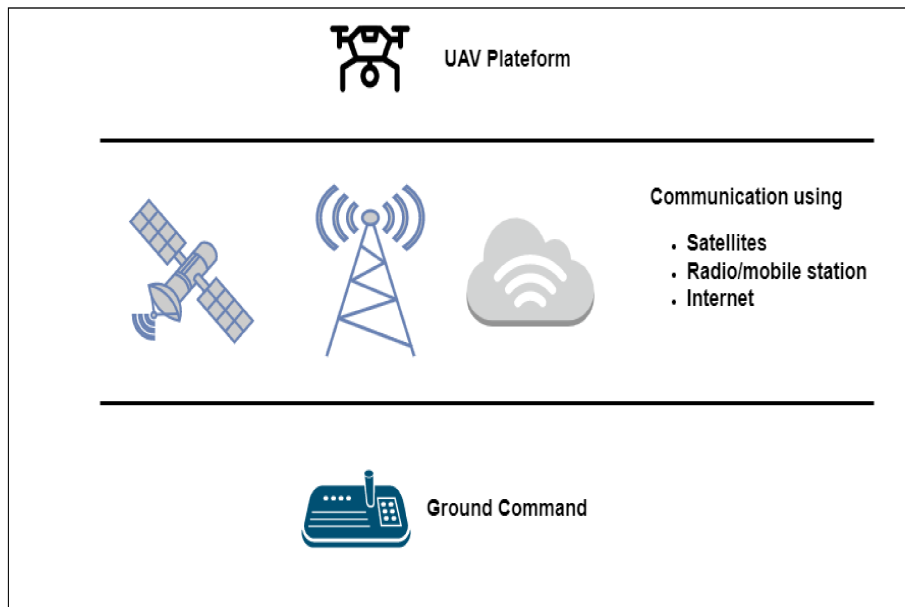 UAV Plateform
Communication using
• Satellites
• Radio/mobile station
• Internet
Ground Command